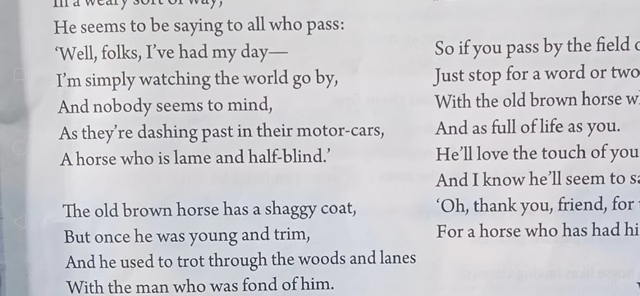 In a weary sort of way,
He seems to be saying to all who pass:
‘Well, folks, I’ve had my day—
I’m simply watching the world go by,
And nobody seems to mind,
As they’re dashing past in their motor-cars,
A horse who is lame and half-blind.’
The old brown horse has a shaggy coat,
But once he was young and trim,
And he used to trot through the woods and lanes
With the man who was fond of him.
So if you pass by the field
Just stop for a word or two
With the old brown horse
And as full of life as you.
He’ll love the touch of
And I know he’ll seem to
‘Oh, thank you, friend, for
For a horse who has had